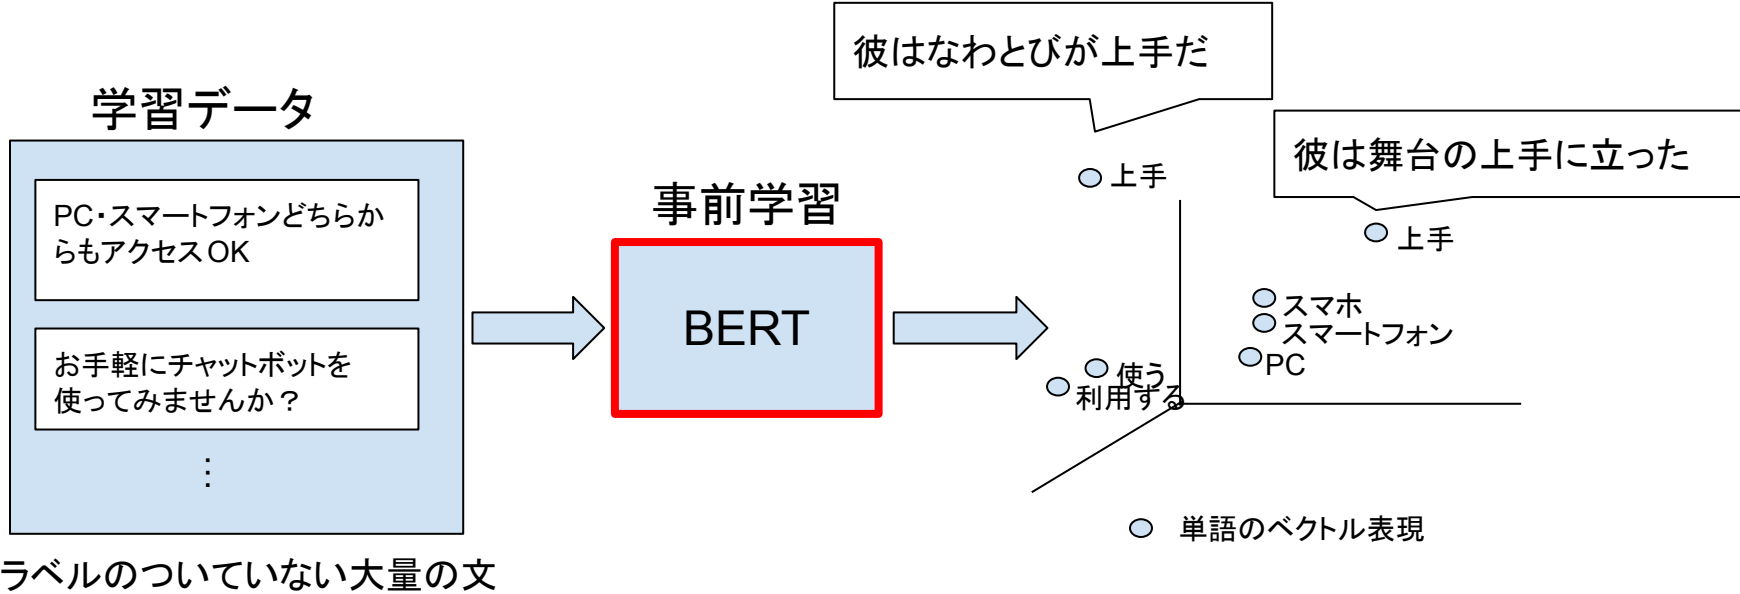 学習データ
PC・スマートフォンどちらか
らもアクセスOK
お手軽にチャットボットを
使ってみませんか？
⋮
ラベルのついていない大量の文
事前学習
BERT
彼はなわとびが上手だ
彼は舞台の上手に立った
上手
上手
スマホ
スマートフォン
PC
使う
利用する
単語のベクトル表現